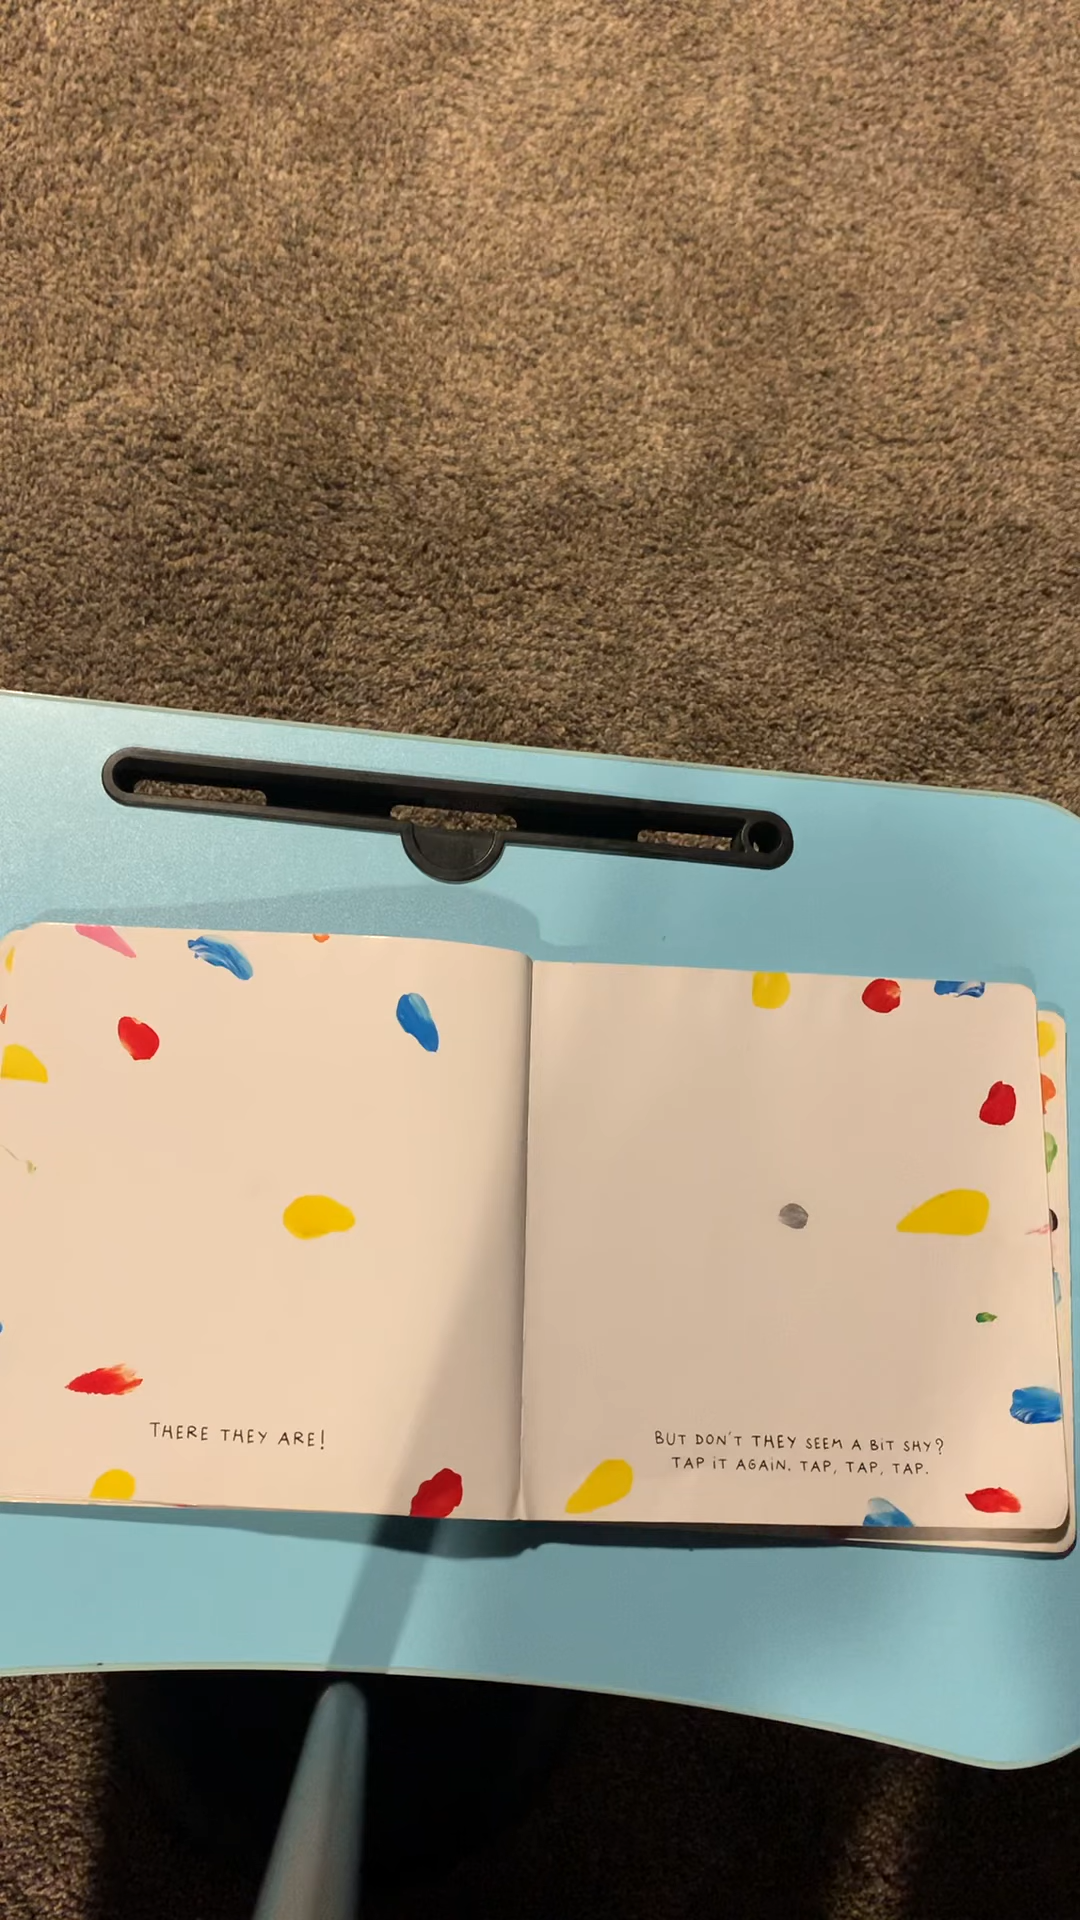 THERE THEY ARE!
BUT DON'T THEY SEEM A BIT SHY?
TAP IT AGAIN. TAP, TAP, TAP.